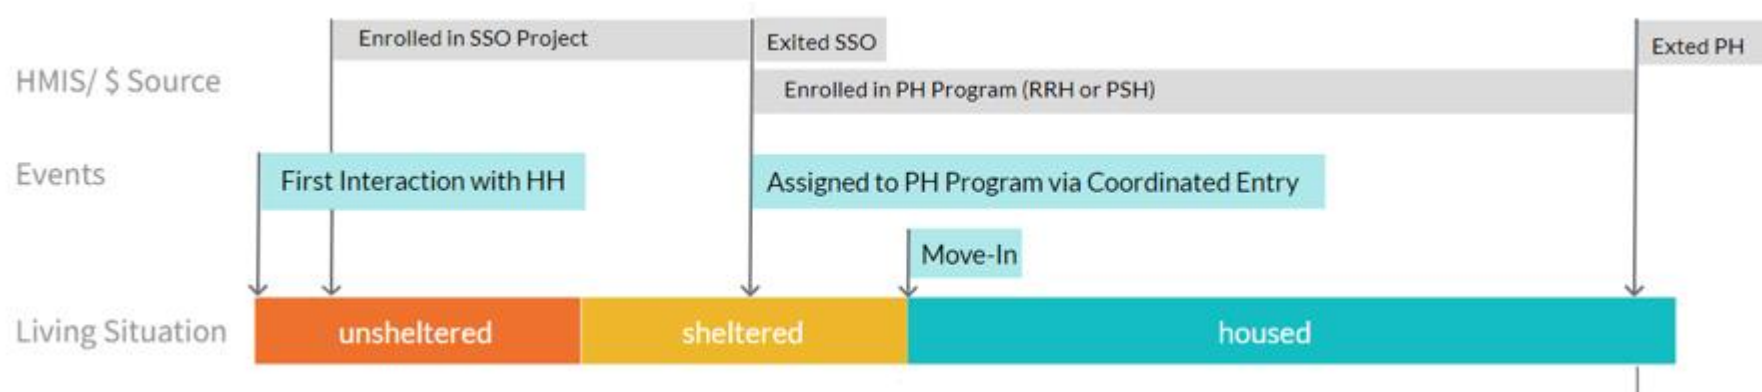 Enrolled in SSO Project
Exited SSO
Exted PH
HMIS/ $ Source
Enrolled in PH Program (RRH or PSH)
Events
First Interaction with HH
Assigned to PH Program via Coordinated Entry
Move-In
Living Situation
unsheltered
sheltered
housed